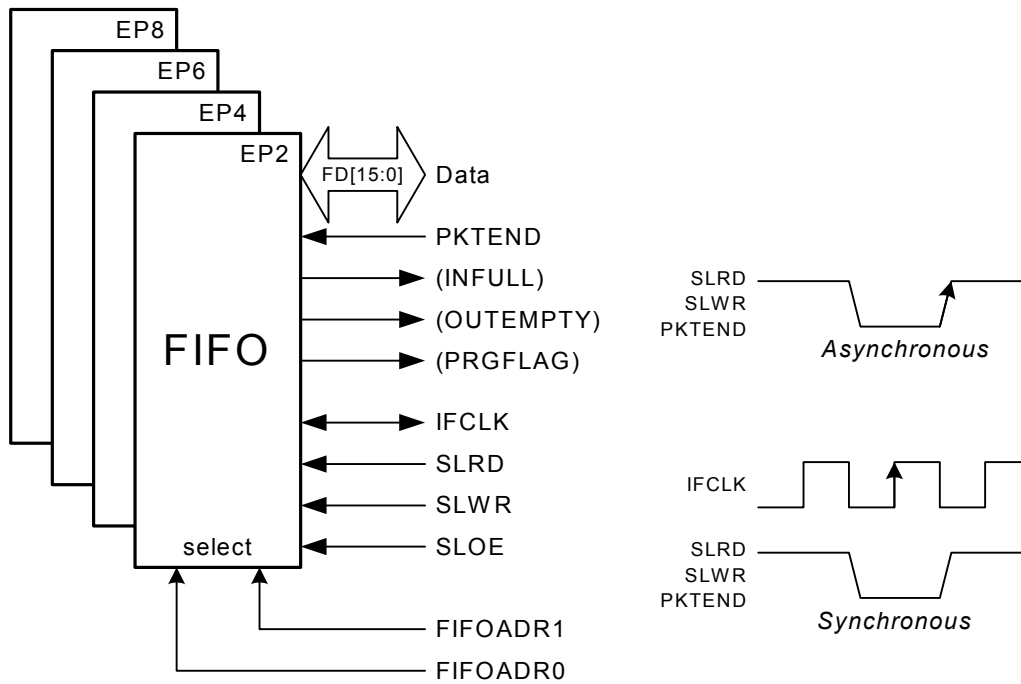 EP8
EP6
EP4
EP2
FD[15:0]
Data
PKTEND
(INFULL)
(OUTEMPTY)
(PRGFLAG)
FIFO
IFCLK
SLRD
SLWR
SLOE
select
FIFOADR1
FIFOADR0
SLRD
SLWR
PKTEND
Asynchronous
IFCLK
SLRD
SLWR
PKTEND
Synchronous